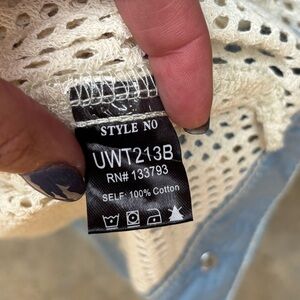 STYLE NO
UWT213B
RN# 133793
SELF: 100% Cotton